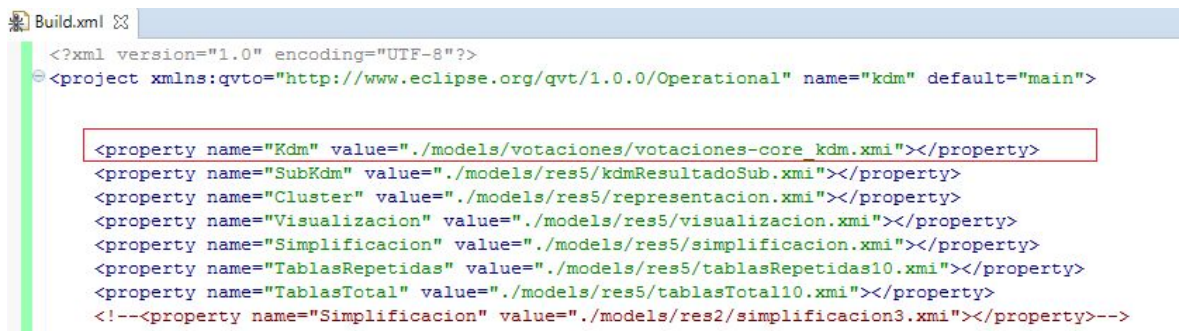 Build.xml
<?xml version="1.0" encoding="UTF-8"?>
<project xmlns:qvto="http://www.eclipse.org/qvt/1.0.0/Operational" name="kdm" default="main">
<property name="Kdm" value="./models/votaciones/votaciones-core_kdm.xmi"></property>
<property name="SubKdm" value="./models/res5/kdmResultadoSub.xmi"></property>
<property name="Cluster" value="./models/res5/representacion.xmi"></property>
<property name="Visualizacion" value="./models/res5/visualizacion.xmi"></property>
<property name="Simplificacion" value="./models/res5/simplificacion.xmi"></property>
<property name="TablasRepetidas" value="./models/res5/tablasRepetidas10.xmi"></property>
<property name="TablasTotal" value="./models/res5/tablasTotal10.xmi"></property>
<!--<property name="Simplificacion" value="./models/res2/simplificacion3.xmi"></property>-->